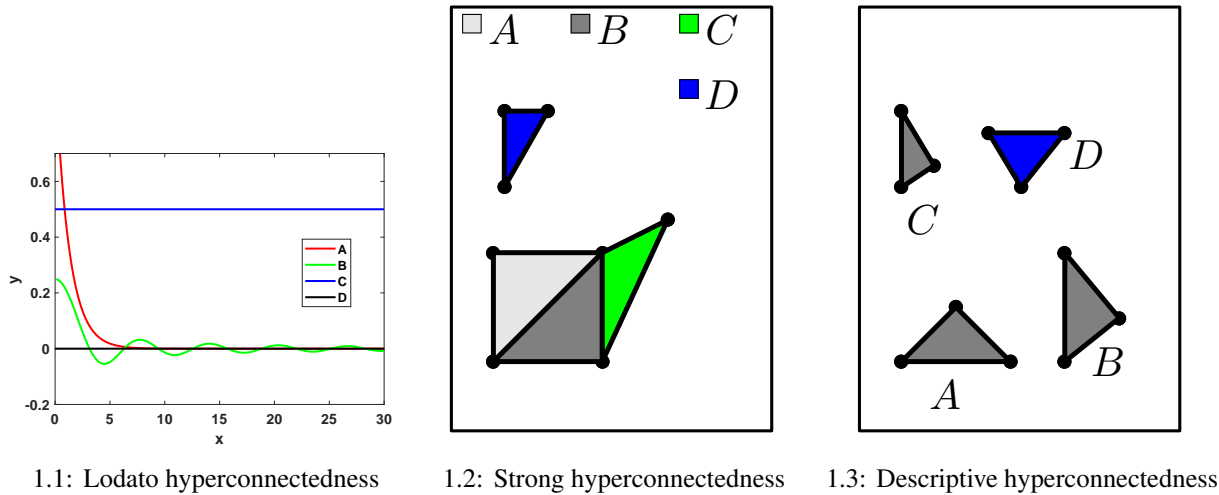 A B C
D
0.6
0.4
0.2
0
-0.2
y
0 5 10 15 20 25 30
x
A
B
C
D
C
D
A
B
1.1: Lodato hyperconnectedness
1.2: Strong hyperconnectedness
1.3: Descriptive hyperconnectedness